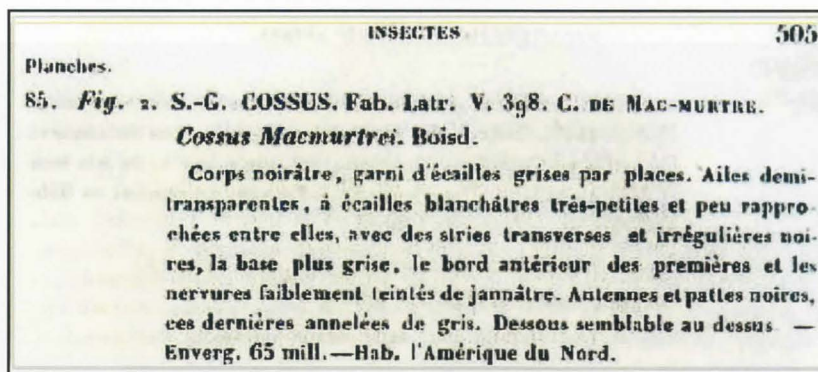 INSECTES 505
Planches.
85. Fig. 2. S.-G. COSSUS. Fab. Latr. V. 398. C. DE MAC-MURTRE.
Cossus Macmurtrei. Boisd.
Corps noirâtre, garni d'écailles grises par places. Ailes demi-
transparentes, à écailles blanchâtres très-petites et peu rappro-
chées entre elles, avec des stries transverses et irrégulières noi-
res, la base plus grise, le bord antérieur des premières et les
nervures faiblement teintés de jannâtre. Antennes et pattes noires,
ces dernières annelées de gris. Dessous semblable au dessus —
Enverg. 65 mill.—Hab. l'Amérique du Nord.